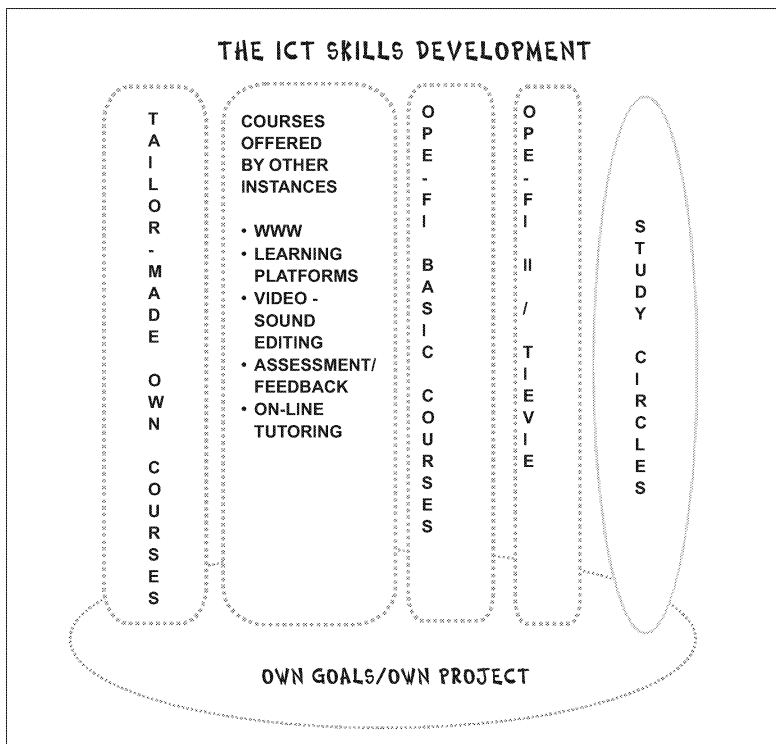 THE ICT SKILLS DEVELOPMENT
TAILOR-MADE OWN COURSES
COURSES
OFFERED
BY OTHER
INSTANCES
• WWW
• LEARNING
PLATFORMS
• VIDEO -
SOUND
EDITING
• ASSESSMENT/
FEEDBACK
• ON-LINE
TUTORING
OPE-FI BASIC COURSES
OPE-FI II / TIEVIE
STUDY CIRCLES
OWN GOALS/OWN PROJECT